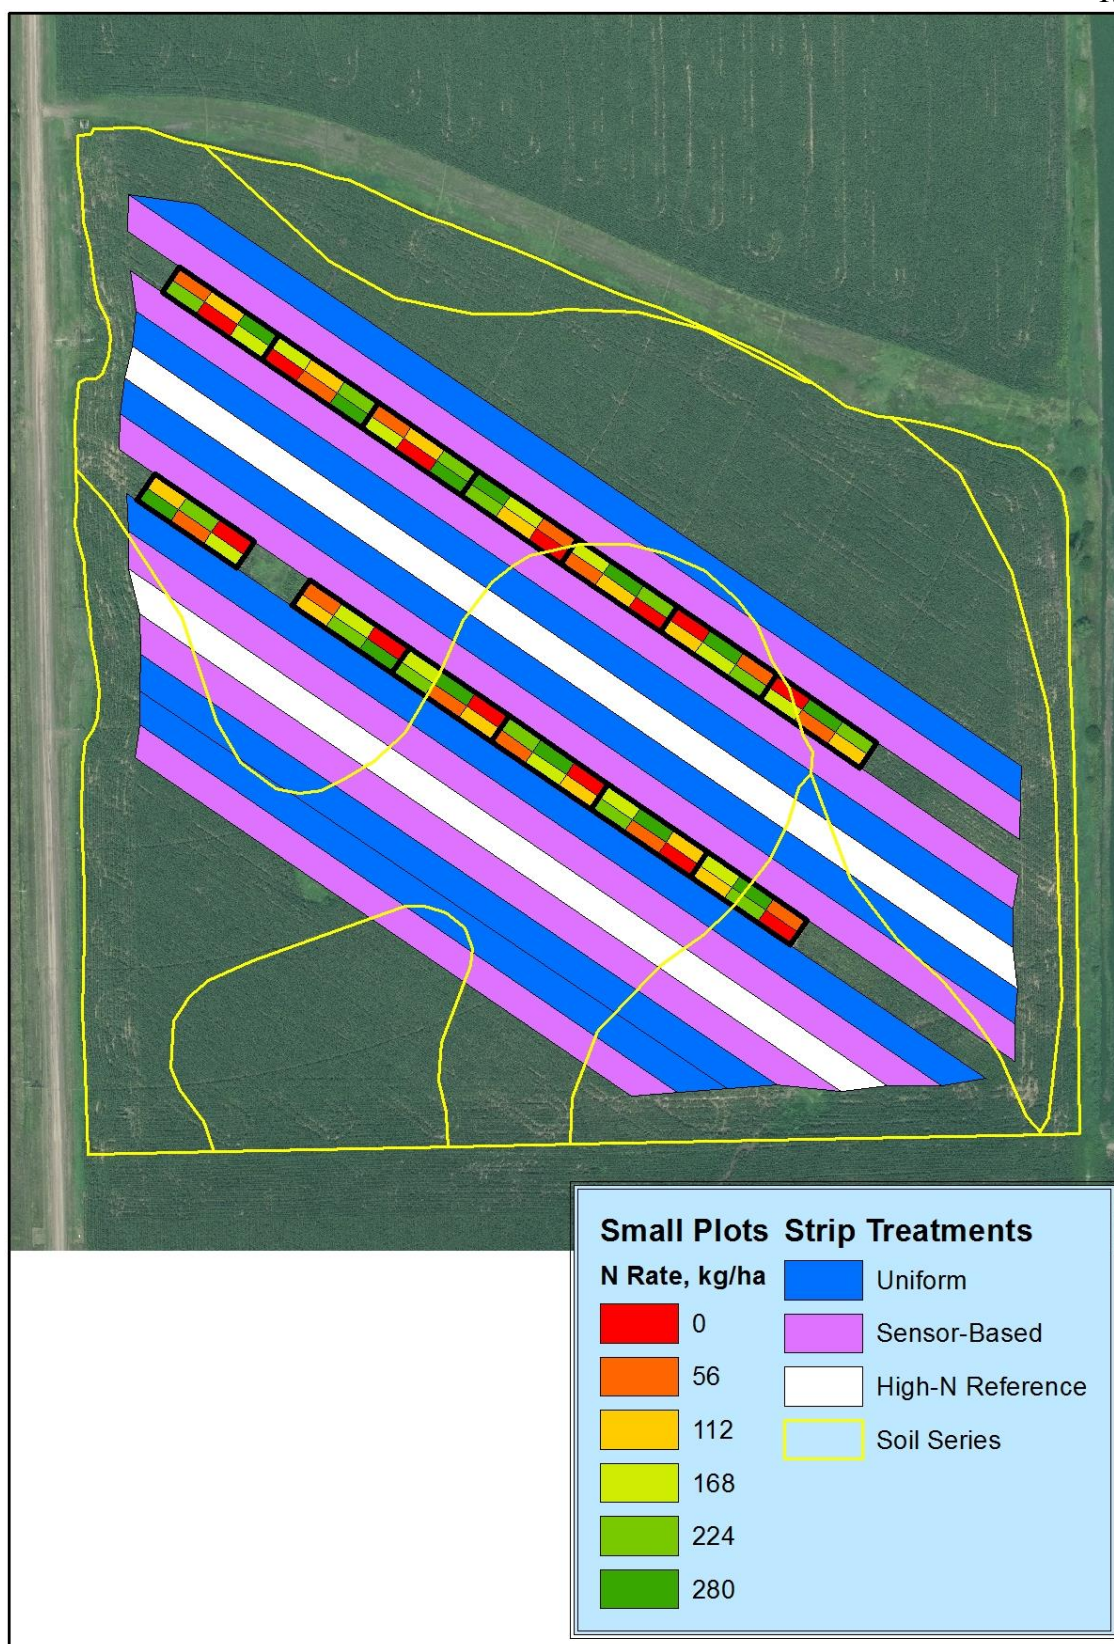 Small Plots Strip Treatments
N Rate, kg/ha
Uniform
0
Sensor-Based
56
High-N Reference
112
Soil Series
168
224
280